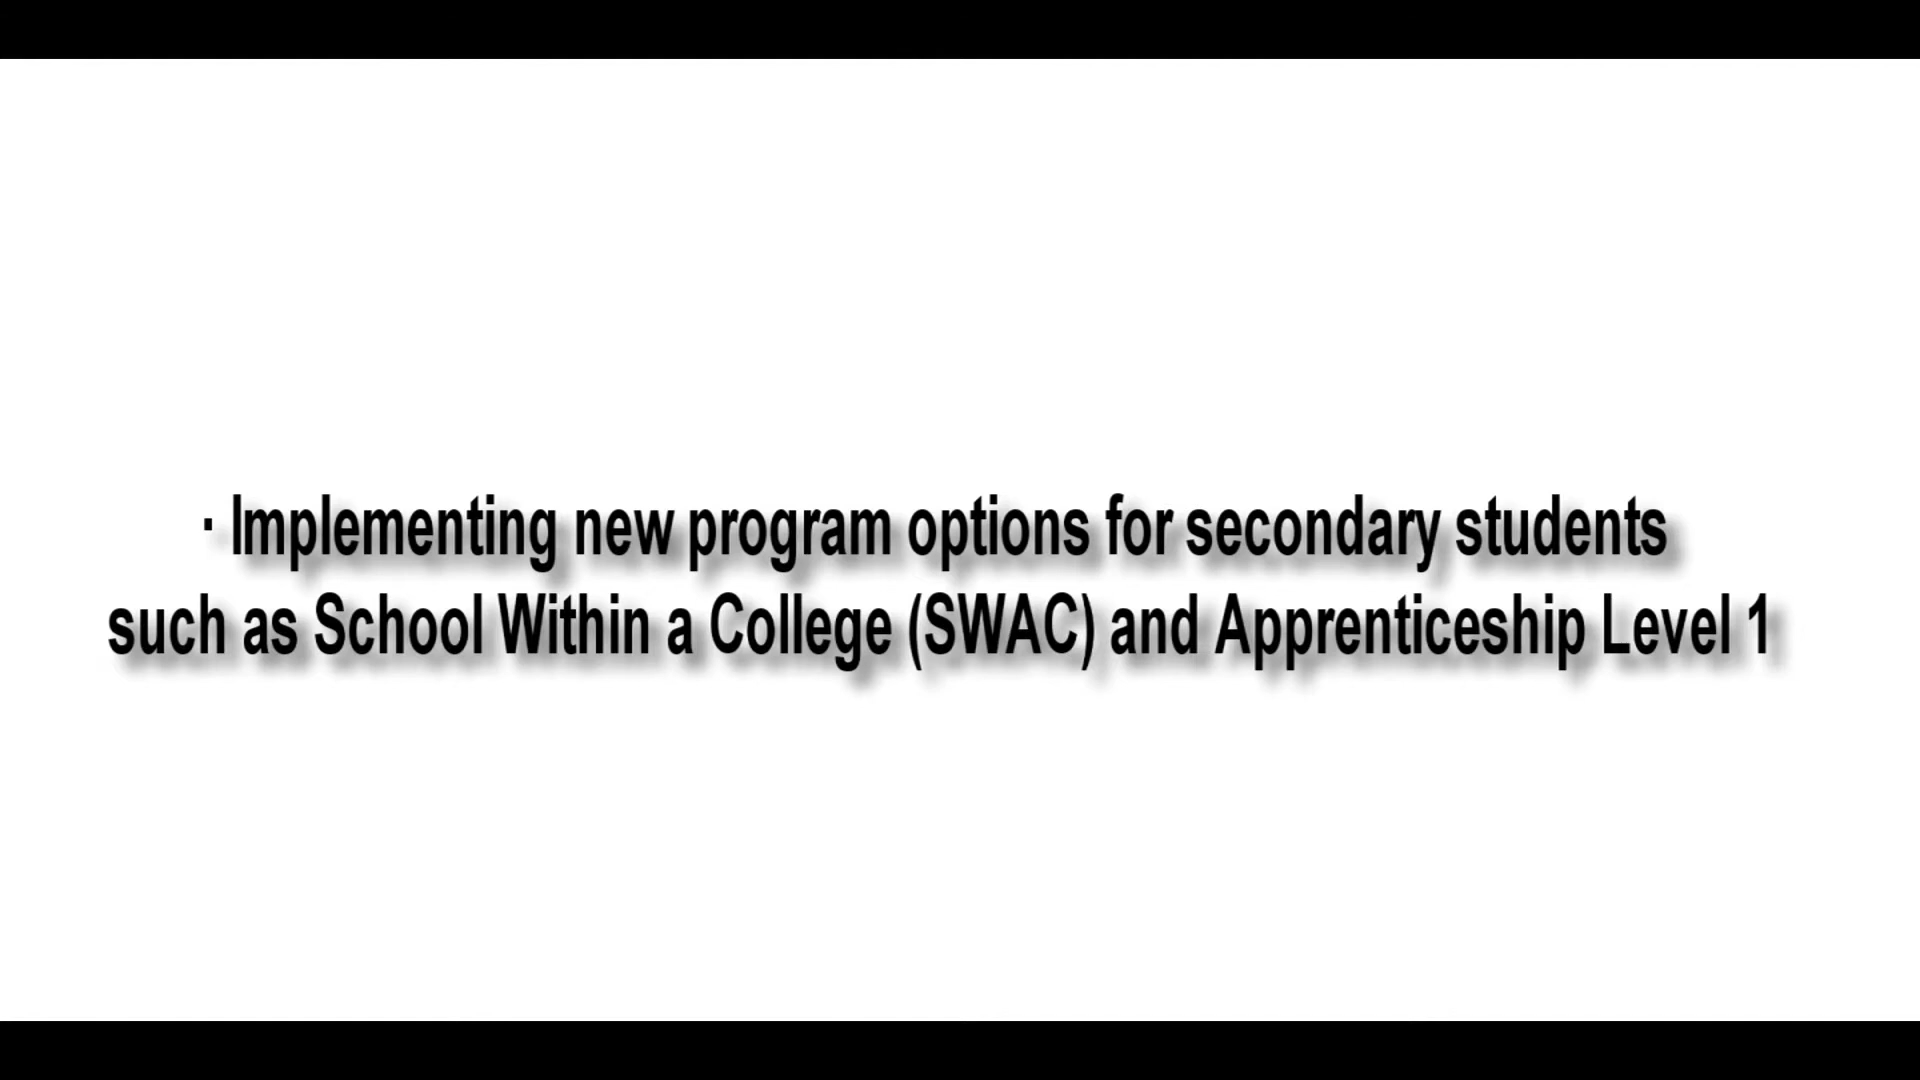 · Implementing new program options for secondary students
such as School Within a College (SWAC) and Apprenticeship Level 1